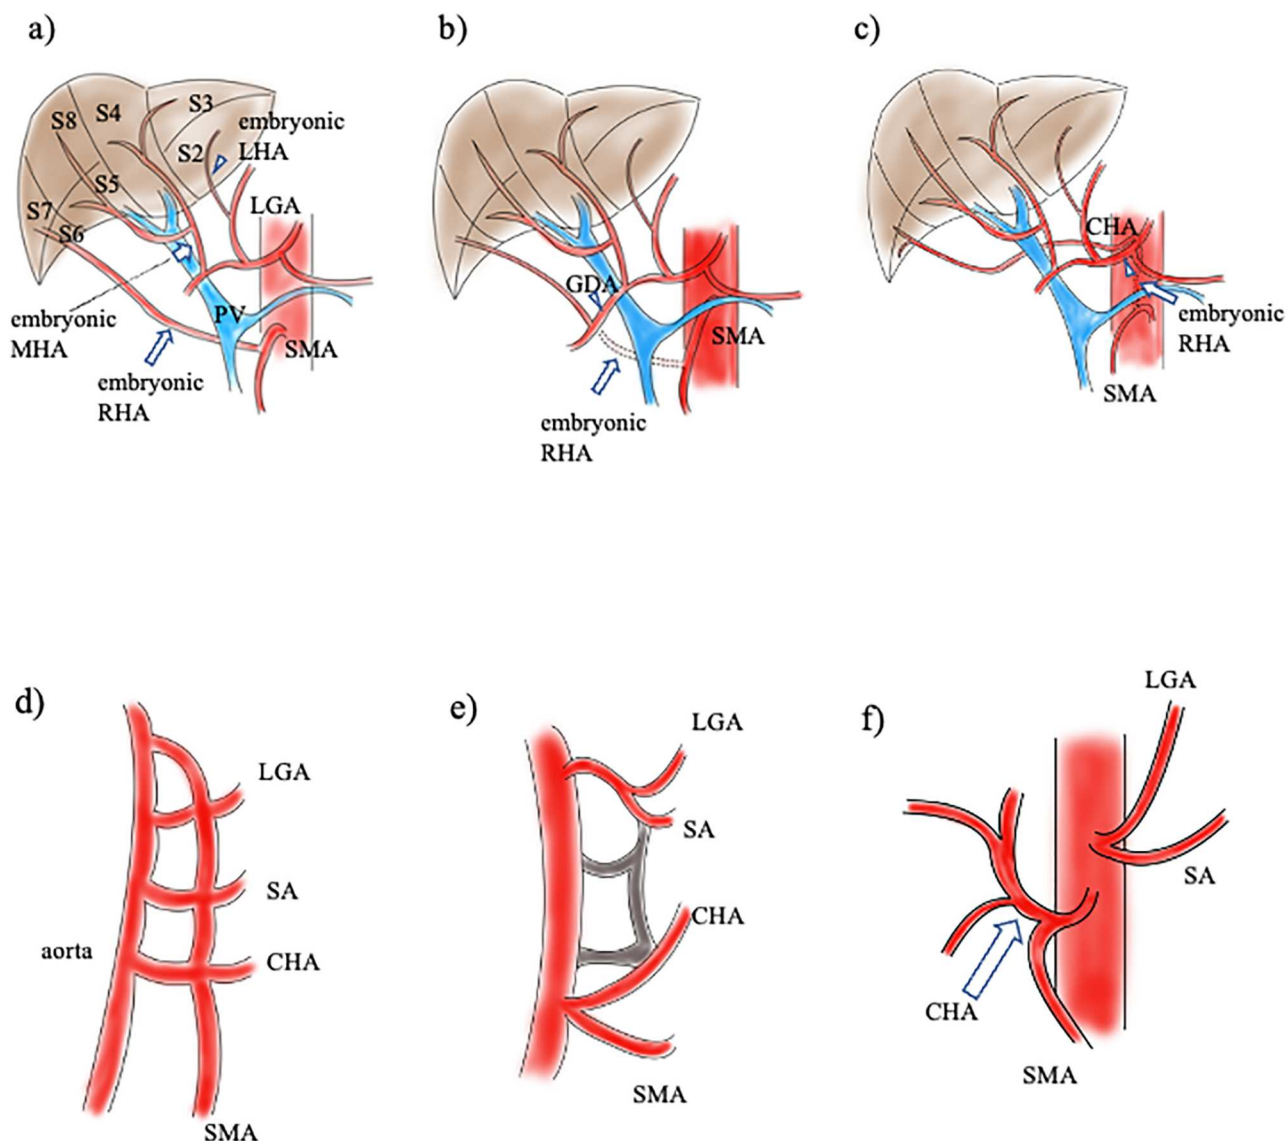 a)
S8
S4
S3
S2
S5
S7
S6
embryonic
LHA
LGA
PV
SMA
embryonic
MHA
embryonic
RHA
b)
GDA
SMA
embryonic
RHA
c)
CHA
embryonic
RHA
SMA
d)
LGA
SA
aorta
CHA
SMA
e)
LGA
SA
CHA
SMA
f)
LGA
SA
CHA
SMA